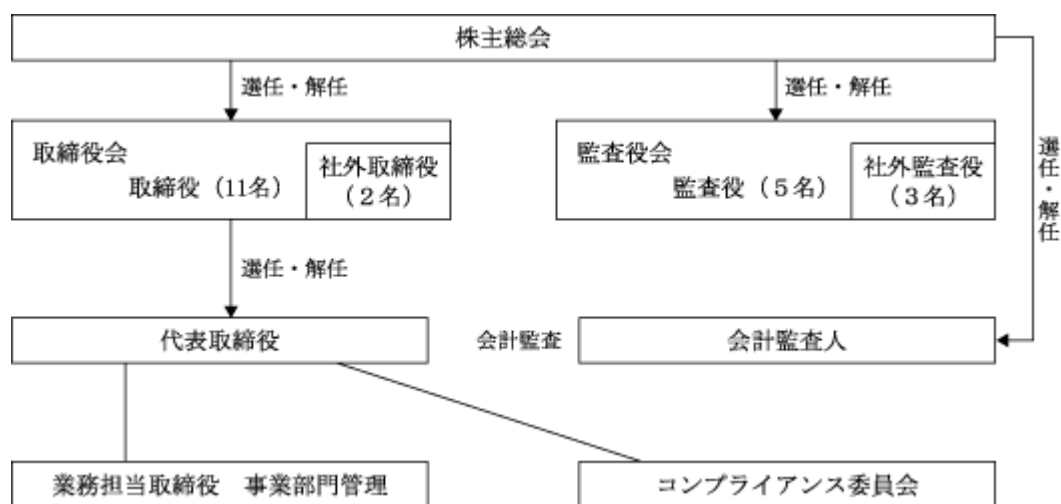 株主総会
選任・解任
選任・解任
選任・解任
取締役会
取締役（11名）
社外取締役
（２名）
監査役会
監査役（５名）
社外監査役
（３名）
選任・解任
代表取締役
会計監査
会計監査人
業務担当取締役　事業部門管理
コンプライアンス委員会